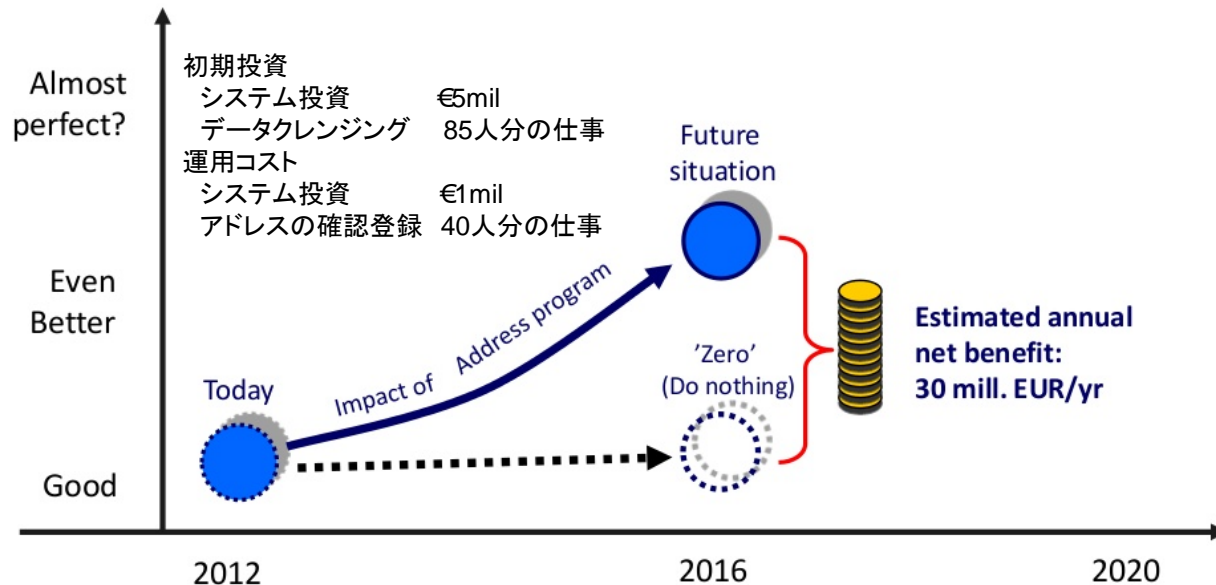 Almost
perfect?
初期投資
システム投資 €5mil
データクレンジング 85人分の仕事
運用コスト
システム投資 €1mil
アドレスの確認登録 40人分の仕事
Future
situation
Even
Better
Impact of Address program
Estimated annual
net benefit:
30 mill. EUR/yr
'Zero'
(Do nothing)
Today
Good
2012
2016
2020